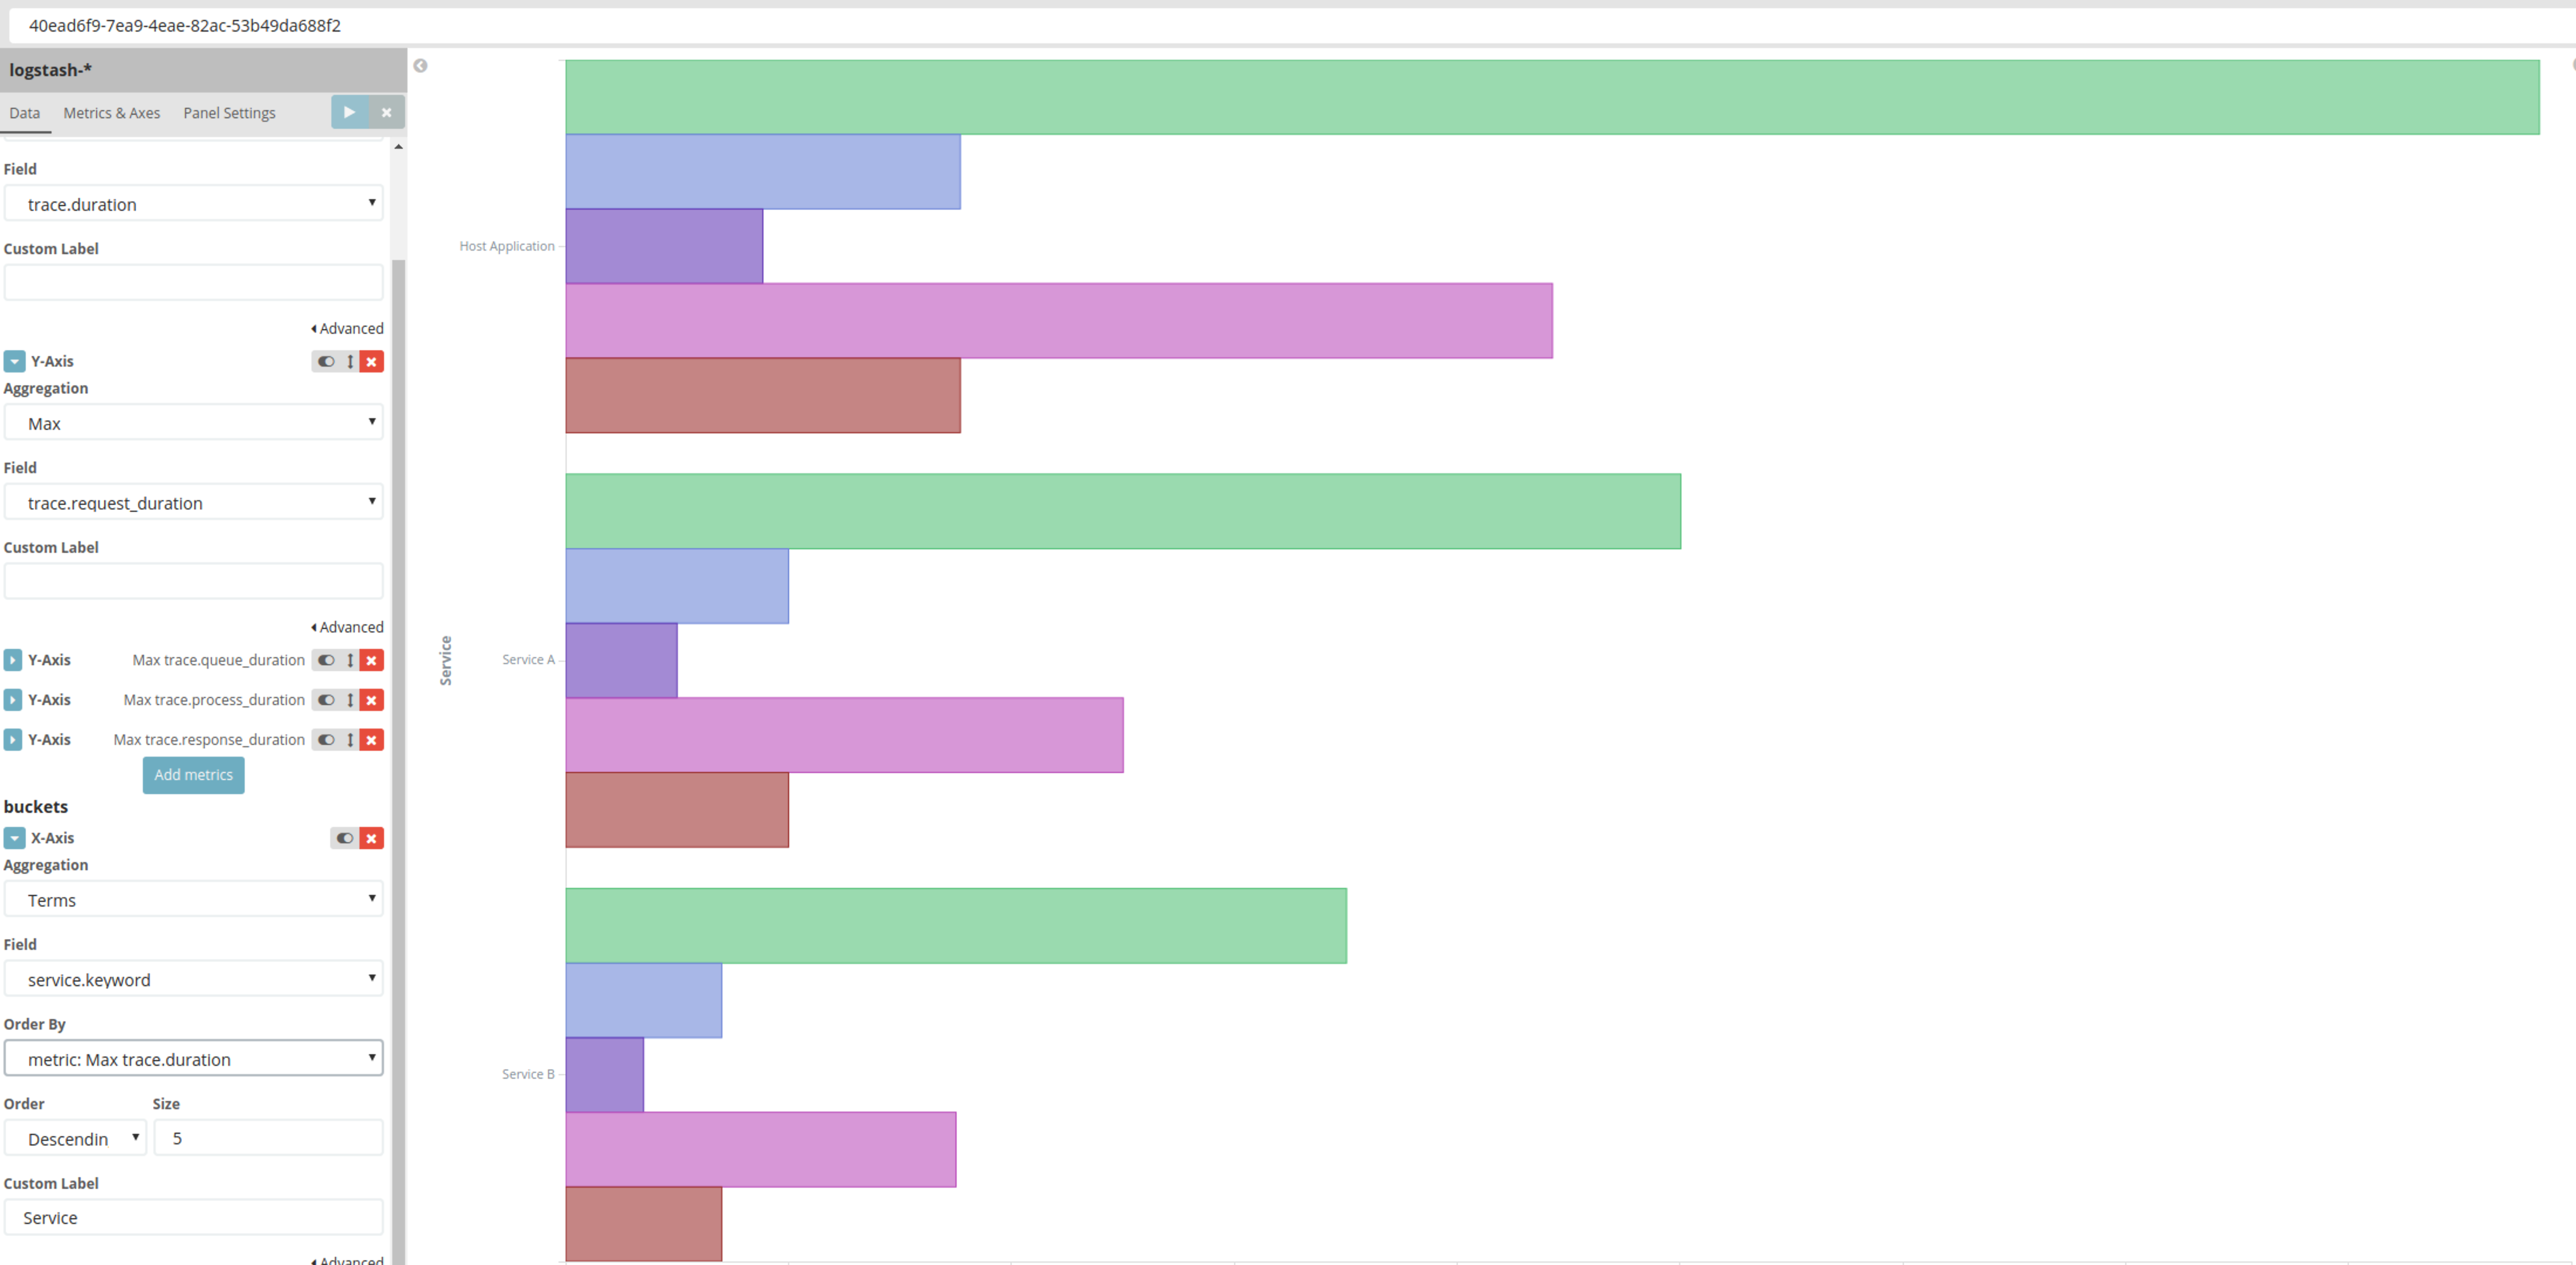 40ead6f9-7ea9-4eae-82ac-53b49da688f2
logstash-*
Data Metrics & Axes Panel Settings
Field
trace.duration
Custom Label
Advanced
Y-Axis
Aggregation
Max
Field
trace.request_duration
Custom Label
Advanced
Y-Axis Max trace.queue_duration
Y-Axis Max trace.process_duration
Y-Axis Max trace.response_duration
Add metrics
buckets
X-Axis
Aggregation
Terms
Field
service.keyword
Order By
metric: Max trace.duration
Order Size
Descendin 5
Custom Label
Service
Advanced
Service
Host Application
Service A
Service B